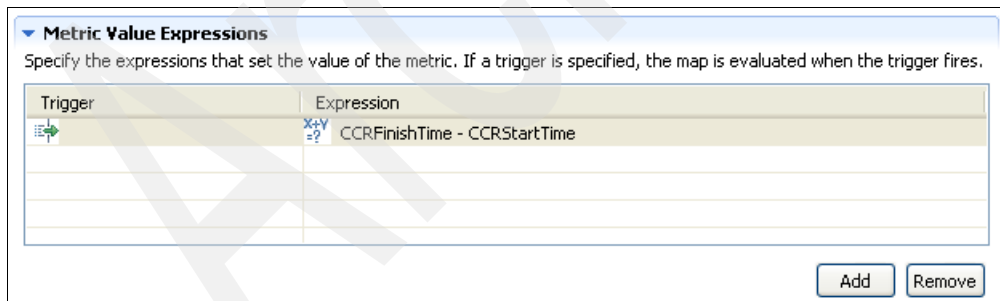 Metric Value Expressions
Specify the expressions that set the value of the metric. If a trigger is specified, the map is evaluated when the trigger fires.
Trigger Expression
X+Y =? CCRFinishTime - CCRStartTime
Add Remove